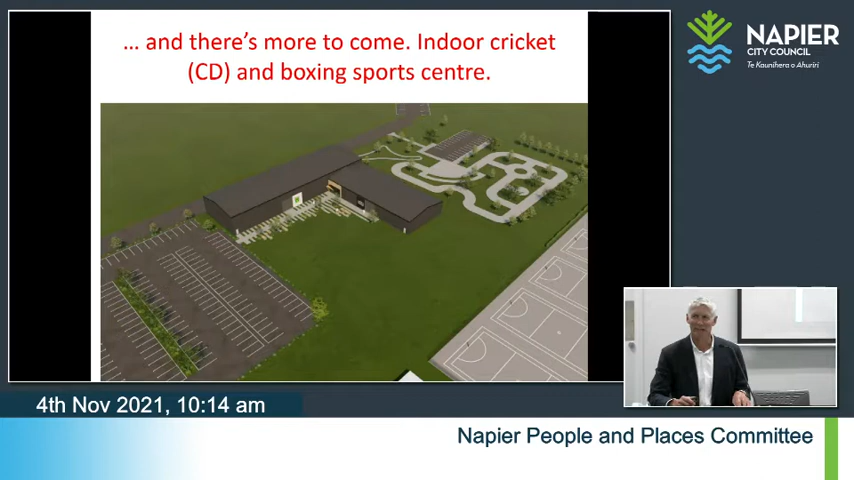 … and there's more to come. Indoor cricket
(CD) and boxing sports centre.
NAPIER
CITY COUNCIL
Te Kaunihera o Ahuriri
4th Nov 2021, 10:14 am
Napier People and Places Committee